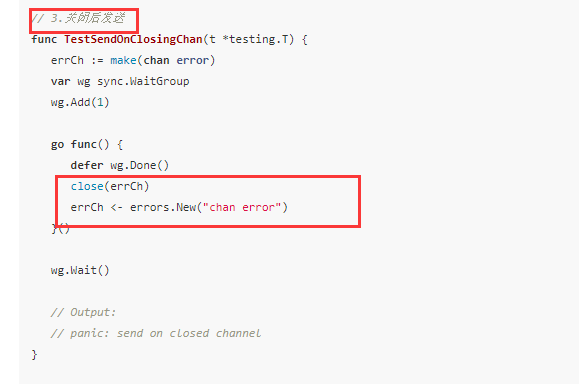 // 3.关闭后发送
func TestSendOnClosingChan(t *testing.T) {
errCh := make(chan error)
var wg sync.WaitGroup
wg.Add(1)
go func() {
defer wg.Done()
close(errCh)
errCh <- errors.New("chan error")
}()
wg.Wait()
// Output:
// panic: send on closed channel
}